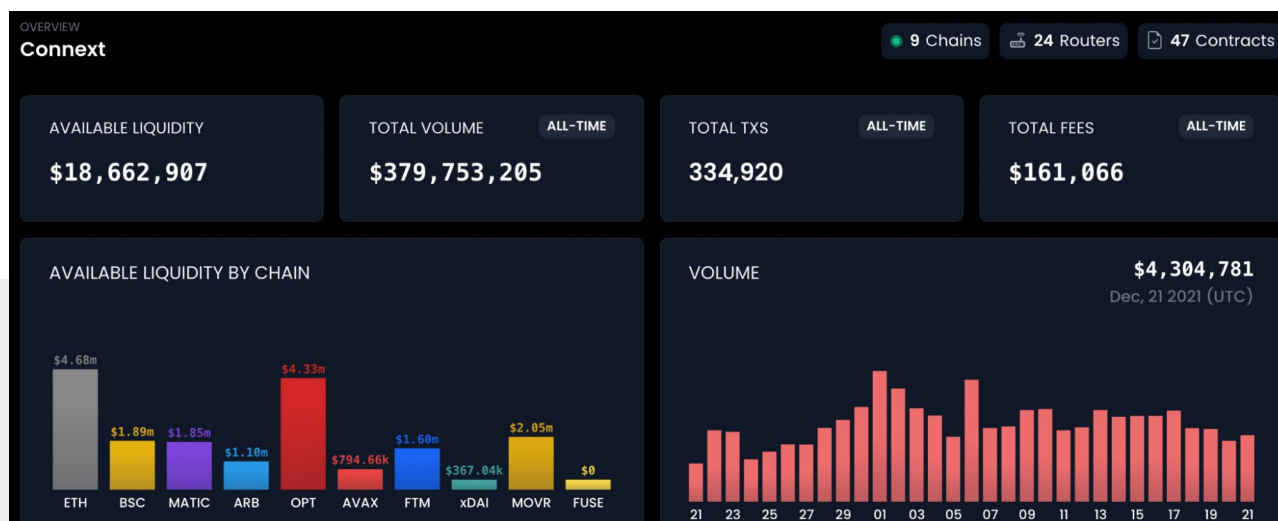 OVERVIEW
Connext
9 Chains
24 Routers
47 Contracts
AVAILABLE LIQUIDITY
$18,662,907
TOTAL VOLUME
ALL-TIME
$379,753,205
TOTAL TXS
ALL-TIME
334,920
TOTAL FEES
ALL-TIME
$161,066
AVAILABLE LIQUIDITY BY CHAIN
$4.68m
$1.89m
$1.85m
$1.10m
$4.33m
$794.66k
$1.60m
$367.04k
$2.05m
$0
ETH BSC MATIC ARB OPT AVAX FTM xDAI MOVR FUSE
VOLUME
$4,304,781
Dec, 21 2021 (UTC)
21 23 25 27 29 01 03 05 07 09 11 13 15 17 19 21